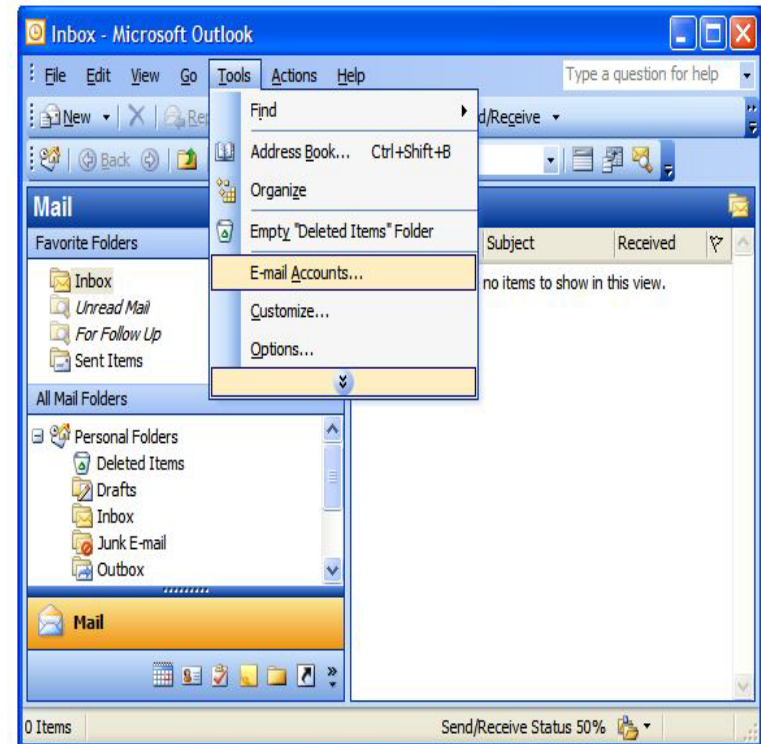 Inbox - Microsoft Outlook
File Edit View Go Tools Actions Help Type a question for help
New d/Receive
Back
Find
Address Book... Ctrl+Shift+B
Organize
Empty "Deleted Items" Folder
E-mail Accounts...
Customize...
Options...
Mail
Favorite Folders
Inbox
Unread Mail
For Follow Up
Sent Items
All Mail Folders
Personal Folders
Deleted Items
Drafts
Inbox
Junk E-mail
Outbox
Mail
Subject Received
no items to show in this view.
0 Items Send/Receive Status 50%